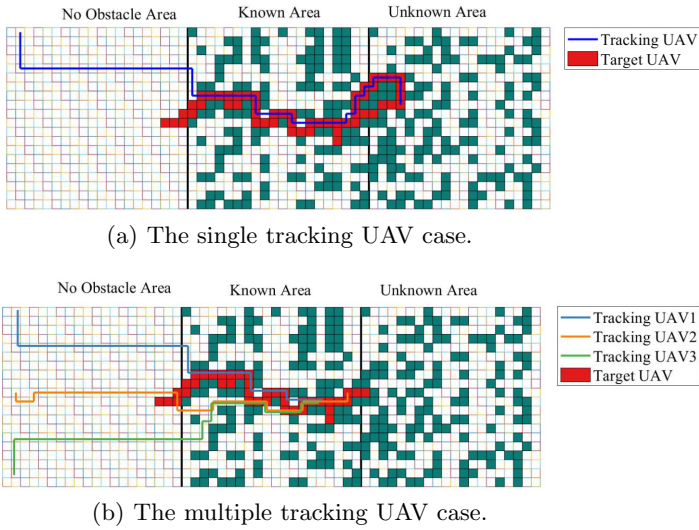 No Obstacle Area Known Area Unknown Area
Tracking UAV
Target UAV
(a) The single tracking UAV case.
No Obstacle Area Known Area Unknown Area
Tracking UAV1
Tracking UAV2
Tracking UAV3
Target UAV
(b) The multiple tracking UAV case.